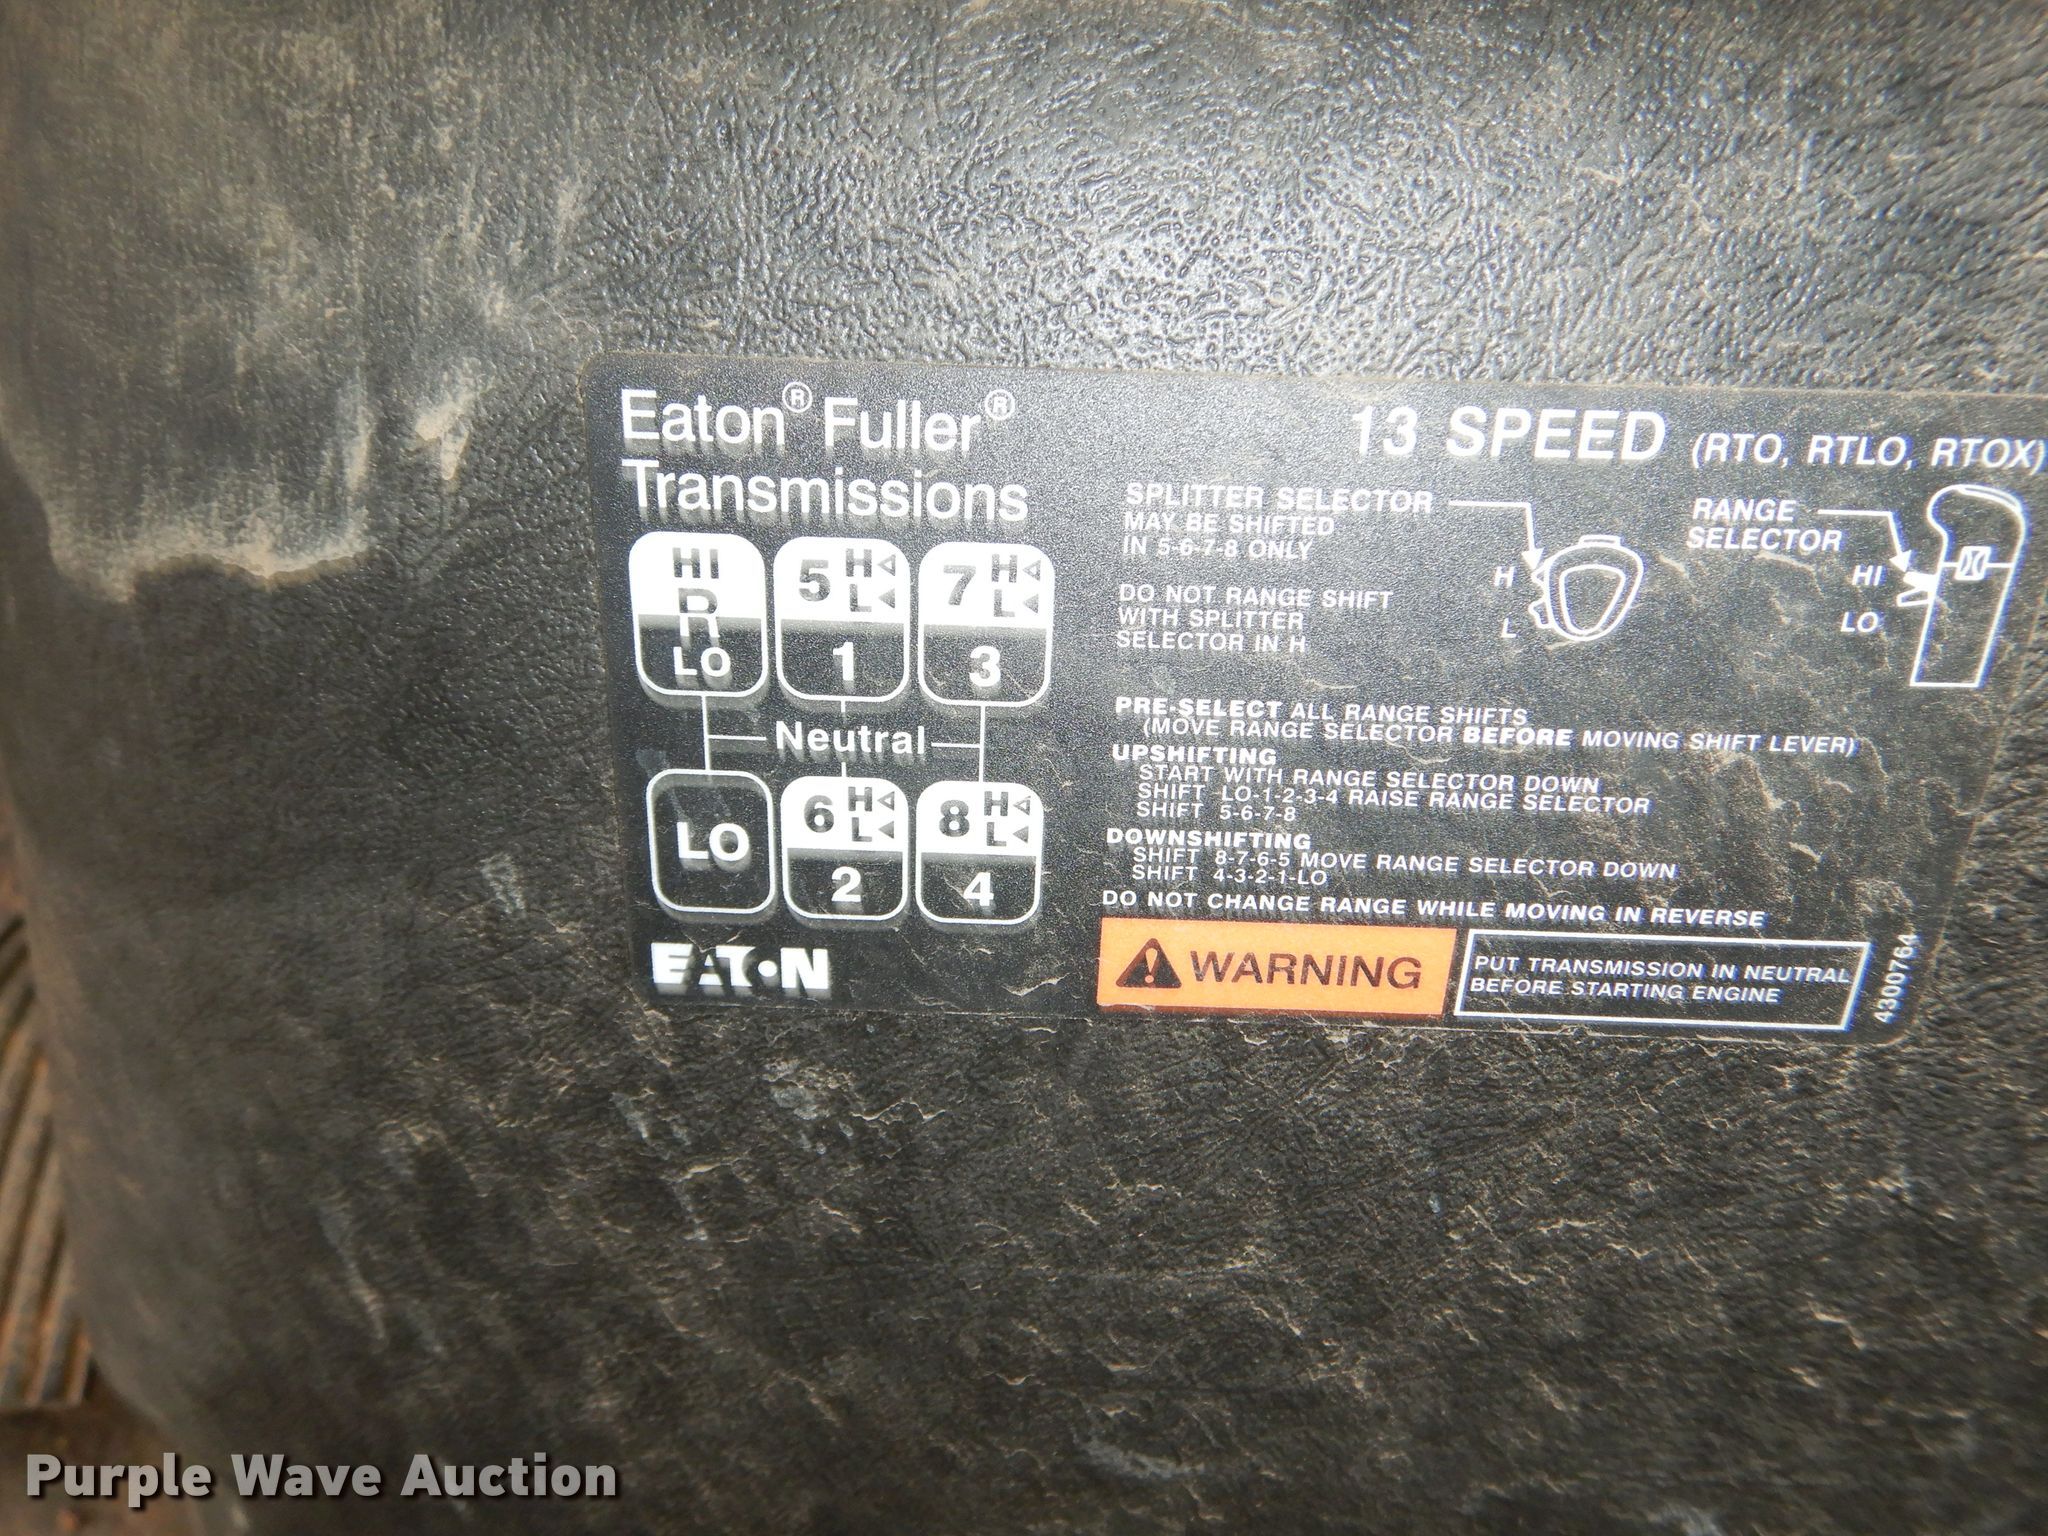 Eaton® Fuller®
Transmissions
13 SPEED (RTO, RTLO, RTOX)
HI
R
LO
5 H L
1
7 H L
3
Neutral
LO
6 H L
2
8 H L
4
EATON
SPLITTER SELECTOR
MAY BE SHIFTED
IN 5-6-7-8 ONLY
DO NOT RANGE SHIFT
WITH SPLITTER
SELECTOR IN H
H
L
RANGE
SELECTOR
HI
LO
PRE-SELECT ALL RANGE SHIFTS
(MOVE RANGE SELECTOR BEFORE MOVING SHIFT LEVER)
UPSHIFTING
START WITH RANGE SELECTOR DOWN
SHIFT LO-1-2-3-4 RAISE RANGE SELECTOR
SHIFT 5-6-7-8
DOWNSHIFTING
SHIFT 8-7-6-5 MOVE RANGE SELECTOR DOWN
SHIFT 4-3-2-1-LO
DO NOT CHANGE RANGE WHILE MOVING IN REVERSE
WARNING
PUT TRANSMISSION IN NEUTRAL
BEFORE STARTING ENGINE
4300764
Purple Wave Auction